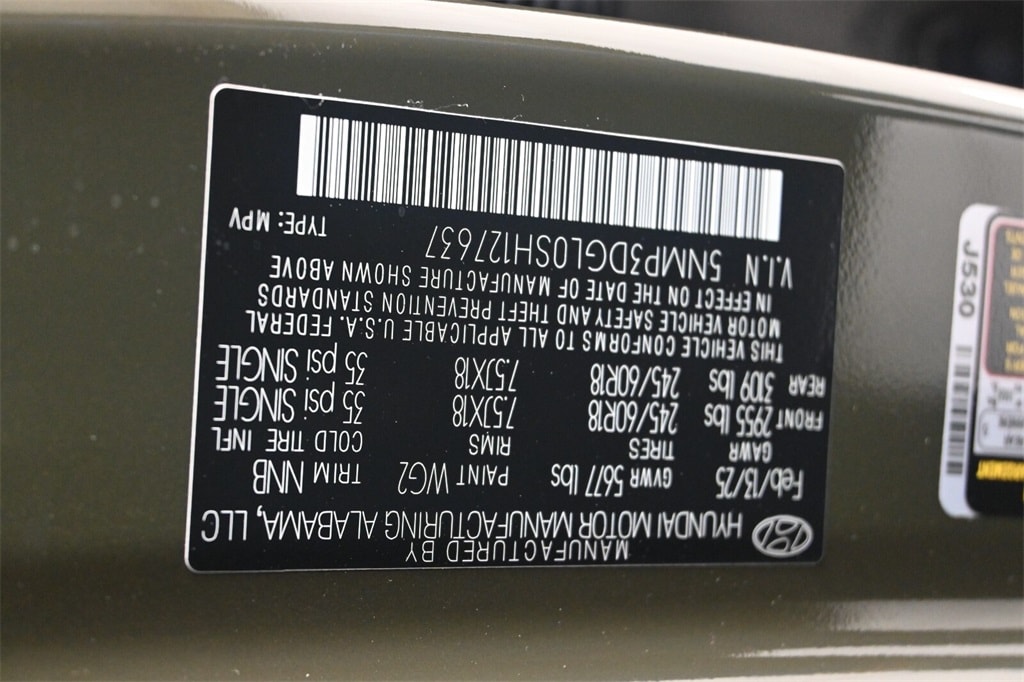 MANUFACTURED BY
HYUNDAI MOTOR MANUFACTURING ALABAMA, LLC
Feb/13/25 GVWR 5677 lbs PAINT WG2 TRIM NNB
GAWR TIRES RIMS COLD TIRE INFL
FRONT 2955 lbs 245/60R18 7.5JX18 35 psi SINGLE
REAR 3109 lbs 245/60R18 7.5JX18 35 psi SINGLE
THIS VEHICLE CONFORMS TO ALL APPLICABLE U.S.A. FEDERAL
MOTOR VEHICLE SAFETY AND THEFT PREVENTION STANDARDS
IN EFFECT ON THE DATE OF MANUFACTURE SHOWN ABOVE
V.I.N 5NMP3DGL0SH127637 TYPE: MPV
J530